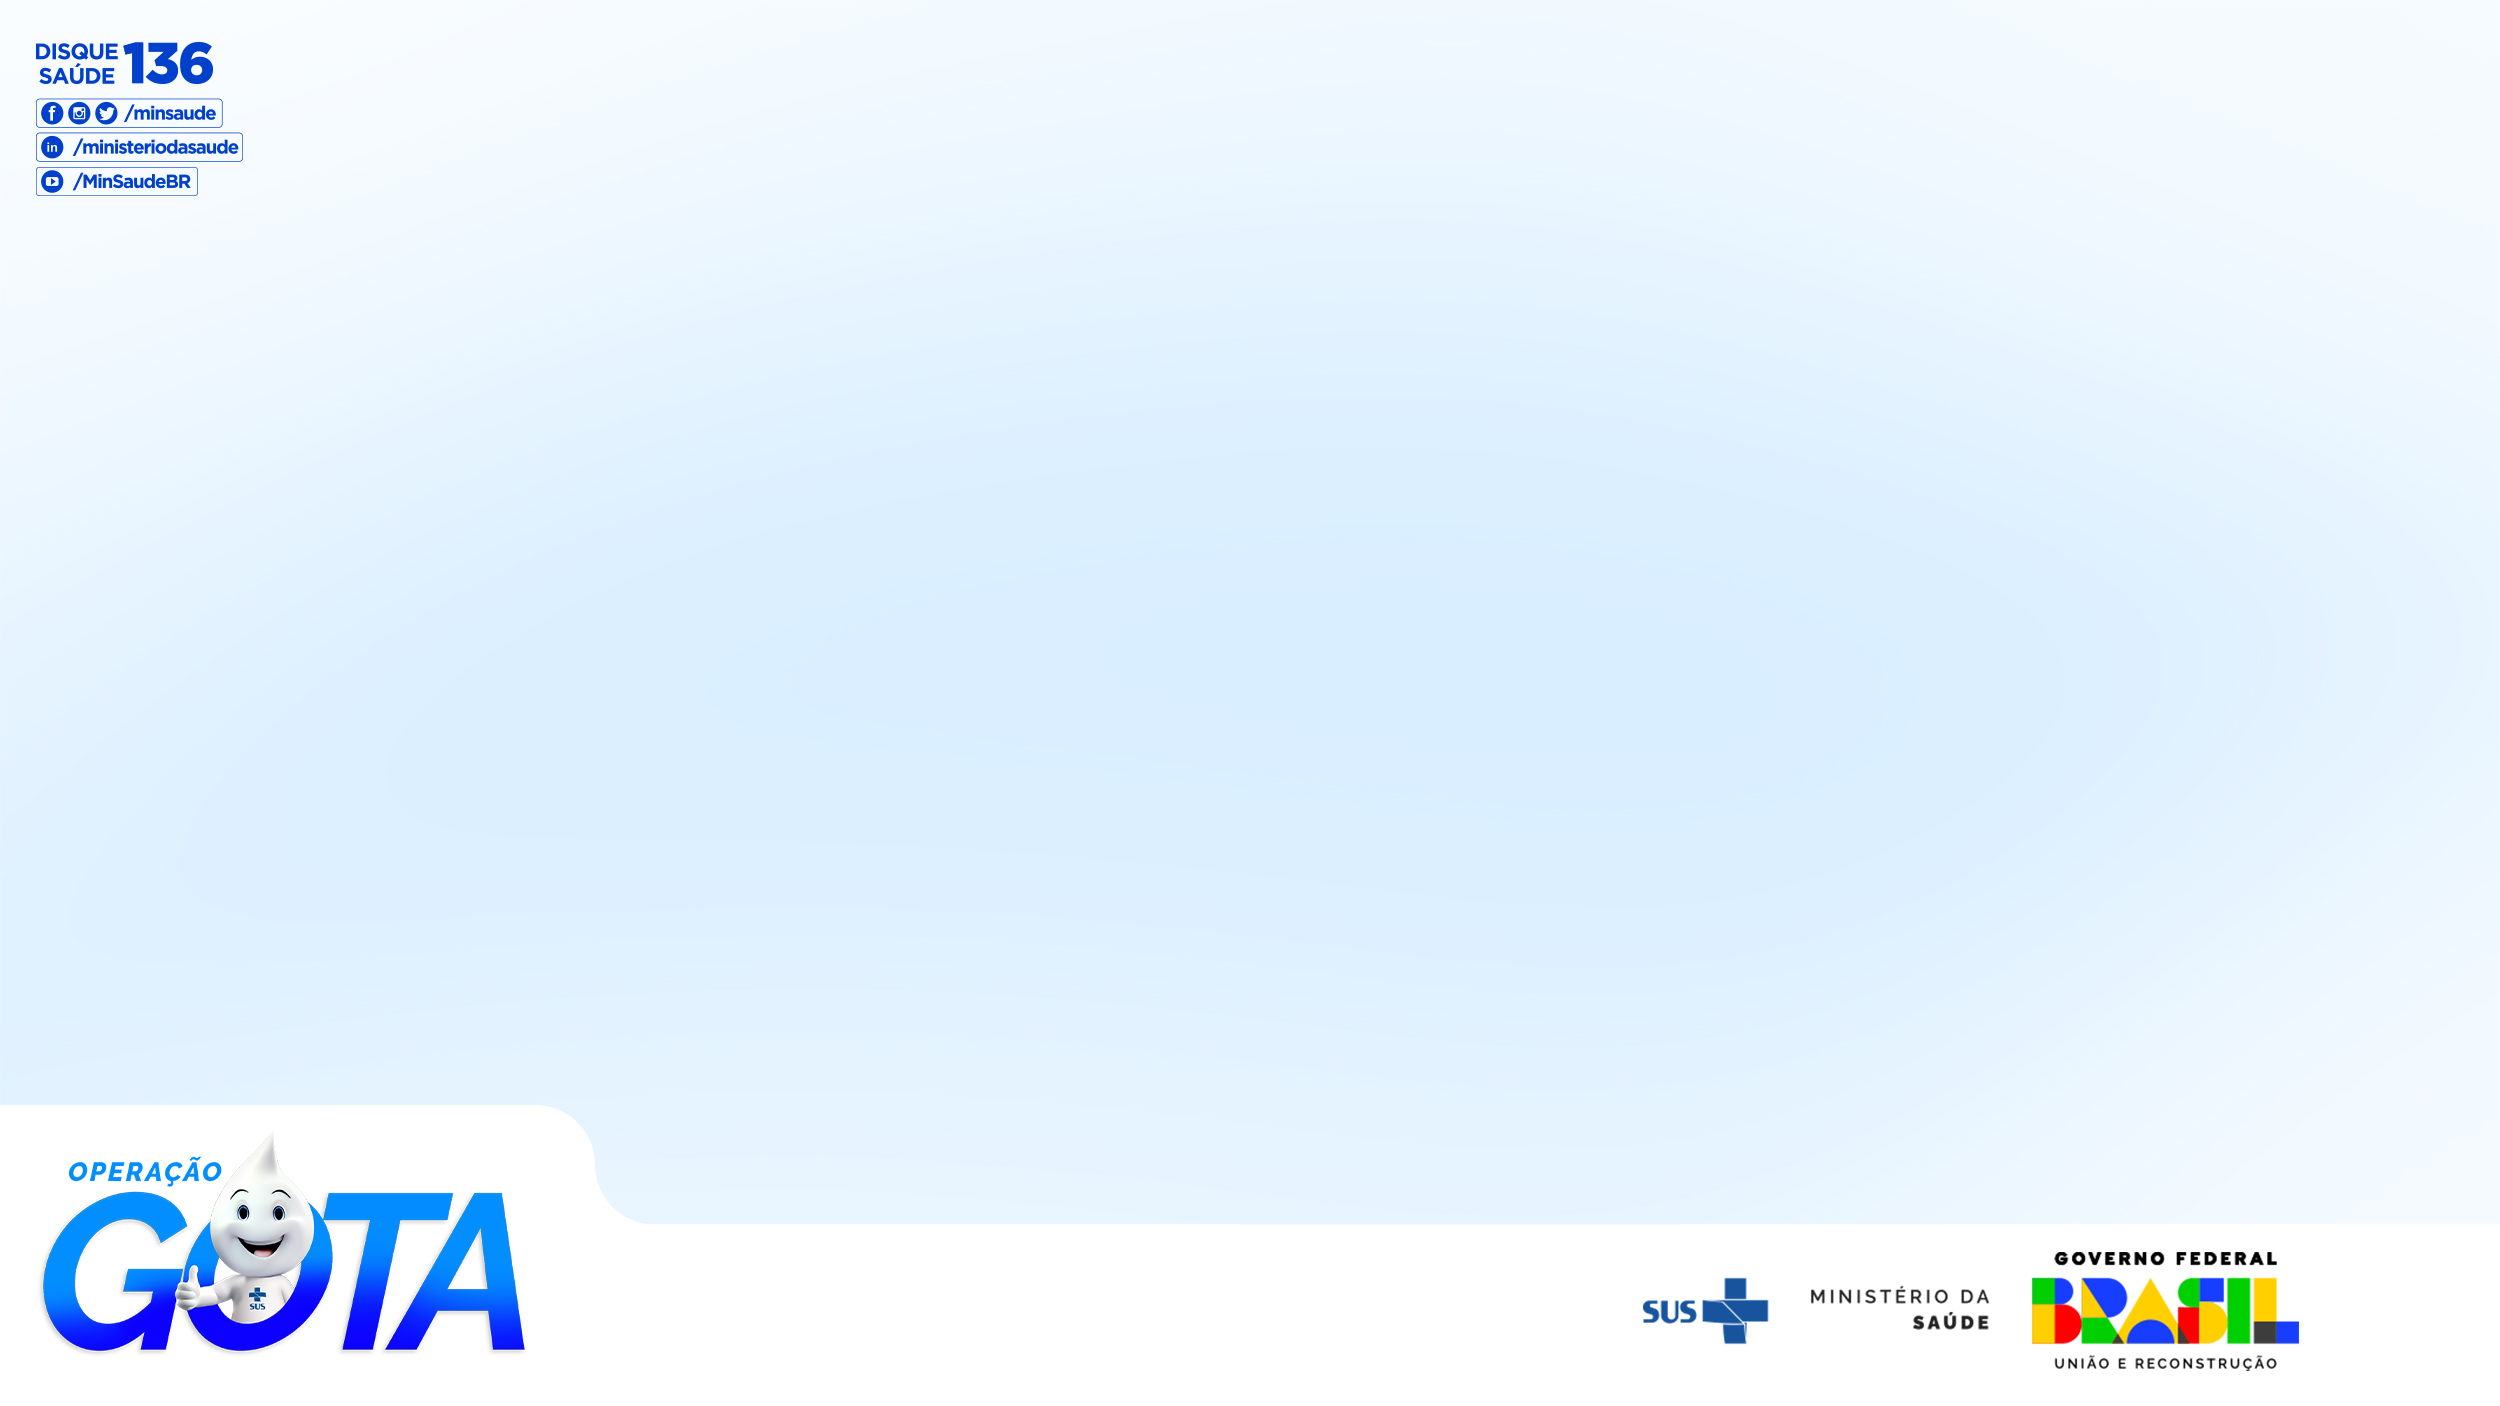 DISQUE
SAÚDE 136
/minsaude
/ministeriodasaude
/MinSaudeBR
OPERAÇÃO
GOTA
SUS
SUS
MINISTÉRIO DA
SAÚDE
GOVERNO FEDERAL
BRASIL
UNIÃO E RECONSTRUÇÃO